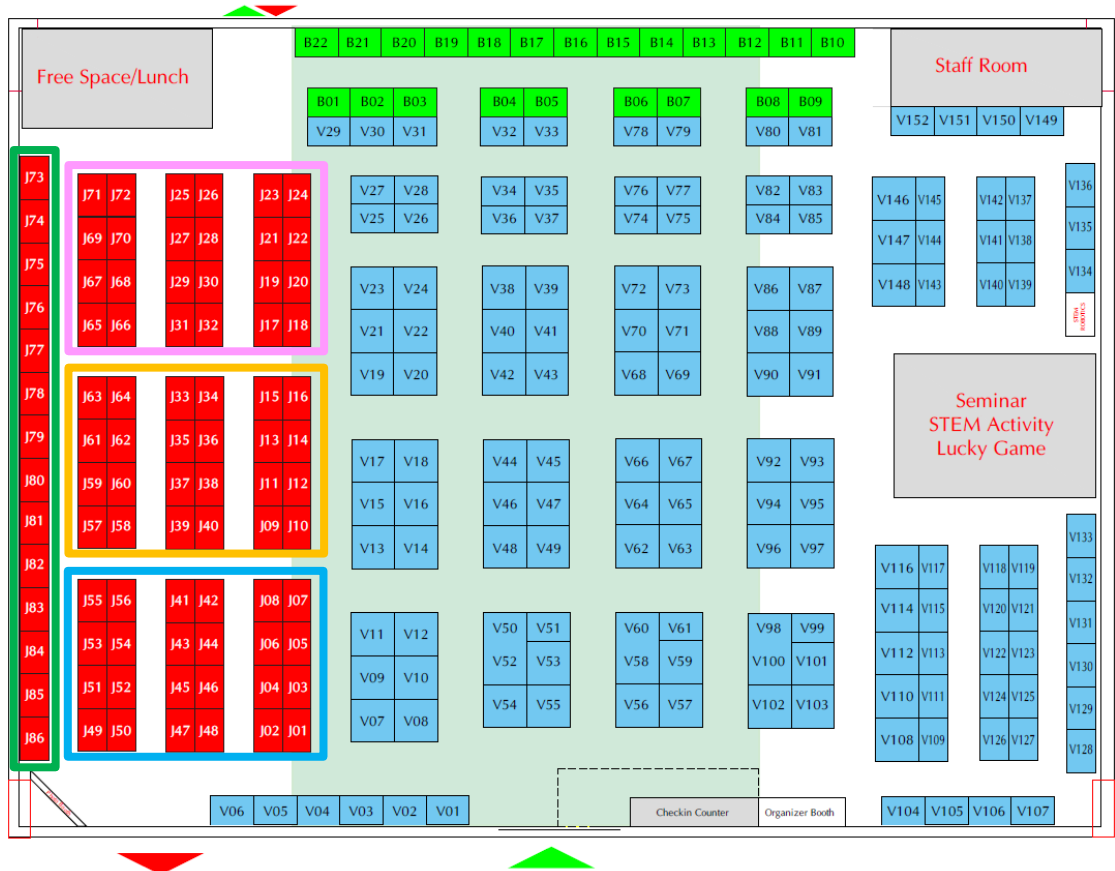 B22 B21 B20 B19 B18 B17 B16 B15 B14 B13 B12 B11 B10
Free Space/Lunch
Staff Room
B01 B02 B03 B04 B05 B06 B07 B08 B09
V29 V30 V31 V32 V33 V78 V79 V80 V81
V152 V151 V150 V149
J73
J74
J75
J76
J77
J78
J79
J80
J81
J82
J83
J84
J85
J86
J71 J72 J25 J26 J23 J24
J69 J70 J27 J28 J21 J22
J67 J68 J29 J30 J19 J20
J65 J66 J31 J32 J17 J18
J63 J64 J33 J34 J15 J16
J61 J62 J35 J36 J13 J14
J59 J60 J37 J38 J11 J12
J57 J58 J39 J40 J09 J10
J55 J56 J41 J42 J08 J07
J53 J54 J43 J44 J06 J05
J51 J52 J45 J46 J04 J03
J49 J50 J47 J48 J02 J01
V27 V28 V34 V35 V76 V77 V82 V83
V25 V26 V36 V37 V74 V75 V84 V85
V23 V24 V38 V39 V72 V73 V86 V87
V21 V22 V40 V41 V70 V71 V88 V89
V19 V20 V42 V43 V68 V69 V90 V91
V17 V18 V44 V45 V66 V67 V92 V93
V15 V16 V46 V47 V64 V65 V94 V95
V13 V14 V48 V49 V62 V63 V96 V97
V11 V12 V50 V51 V60 V61 V98 V99
V09 V10 V52 V53 V58 V59 V100 V101
V07 V08 V54 V55 V56 V57 V102 V103
V146 V145 V142 V137
V147 V144 V141 V138
V148 V143 V140 V139
V136
V135
V134
STEM
ROBOTICS
Seminar
STEM Activity
Lucky Game
V116 V117 V118 V119
V114 V115 V120 V121
V112 V113 V122 V123
V110 V111 V124 V125
V108 V109 V126 V127
V133
V132
V131
V130
V129
V128
V06 V05 V04 V03 V02 V01
Checkin Counter
Organizer Booth
V104 V105 V106 V107